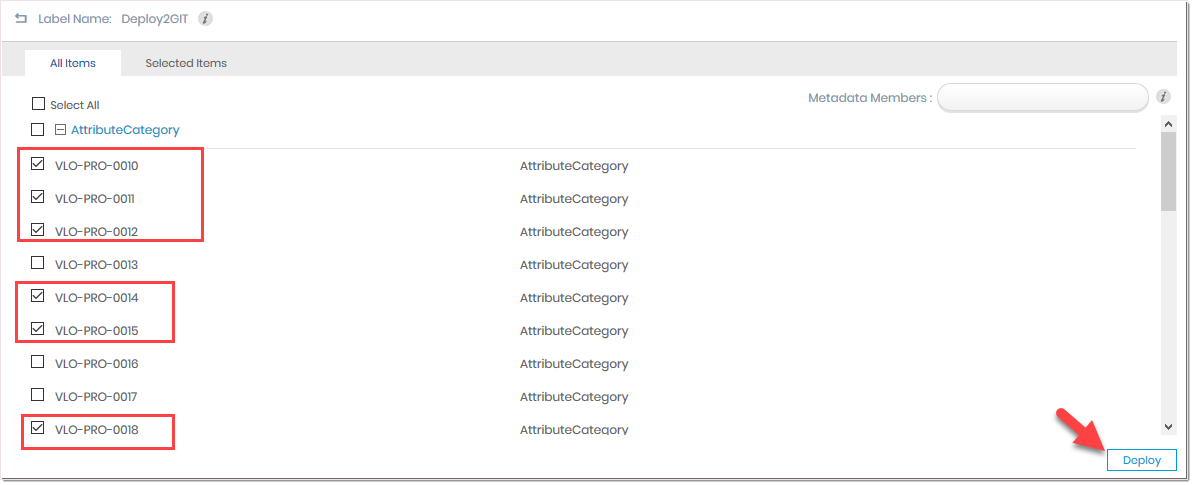 Label Name: Deploy2GIT i
All Items Selected Items
Metadata Members : i
Select All
AttributeCategory
VLO-PRO-0010 AttributeCategory
VLO-PRO-0011 AttributeCategory
VLO-PRO-0012 AttributeCategory
VLO-PRO-0013 AttributeCategory
VLO-PRO-0014 AttributeCategory
VLO-PRO-0015 AttributeCategory
VLO-PRO-0016 AttributeCategory
VLO-PRO-0017 AttributeCategory
VLO-PRO-0018 AttributeCategory
Deploy